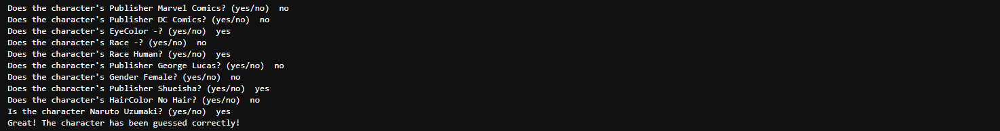 Does the character's Publisher Marvel Comics? (yes/no)  no
Does the character's Publisher DC Comics? (yes/no)  no
Does the character's EyeColor -? (yes/no)  yes
Does the character's Race -? (yes/no)  no
Does the character's Race Human? (yes/no)  yes
Does the character's Publisher George Lucas? (yes/no)  no
Does the character's Gender Female? (yes/no)  no
Does the character's Publisher Shueisha? (yes/no)  yes
Does the character's HairColor No Hair? (yes/no)  no
Is the character Naruto Uzumaki? (yes/no)  yes
Great! The character has been guessed correctly!